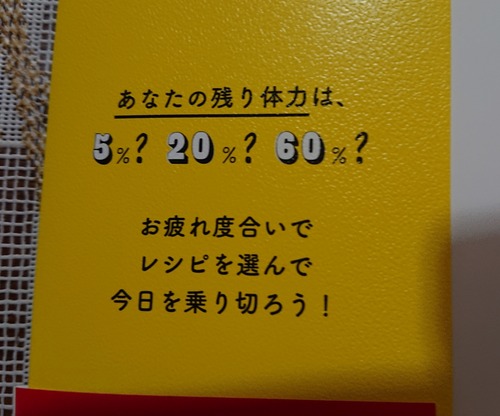 あなたの残り体力は、
5%? 20%? 60%?
お疲れ度合いで
レシピを選んで
今日を乗り切ろう!